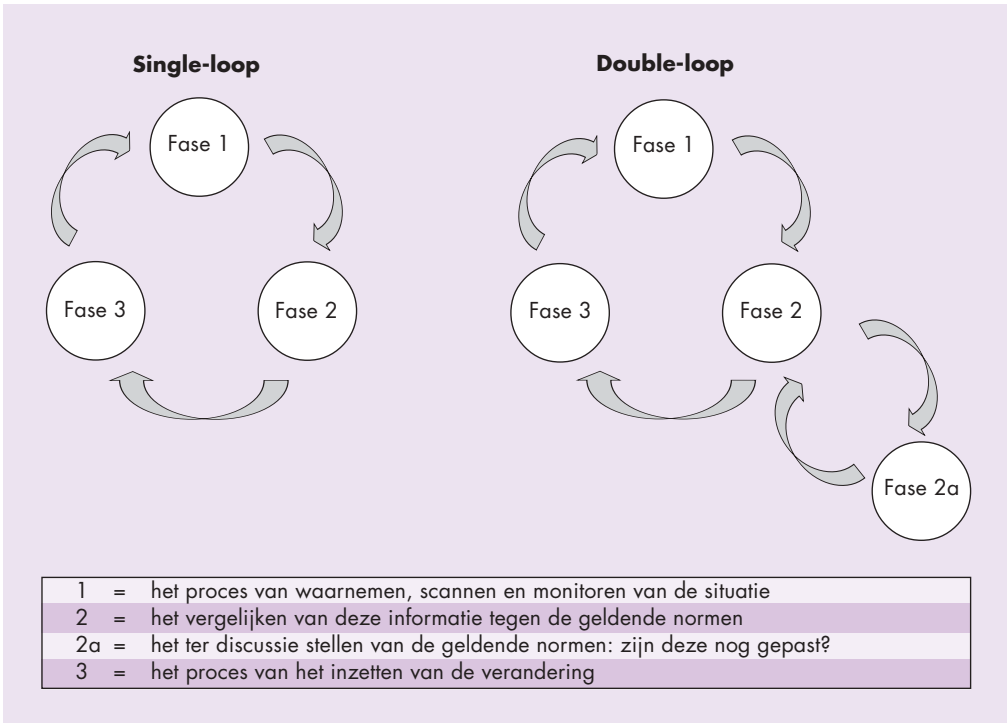 Single-loop
Fase 1
Fase 3
Fase 2
Double-loop
Fase 1
Fase 3
Fase 2
Fase 2a
1 = het proces van waarnemen, scannen en monitoren van de situatie
2 = het vergelijken van deze informatie tegen de geldende normen
2a = het ter discussie stellen van de geldende normen: zijn deze nog gepast?
3 = het proces van het inzetten van de verandering